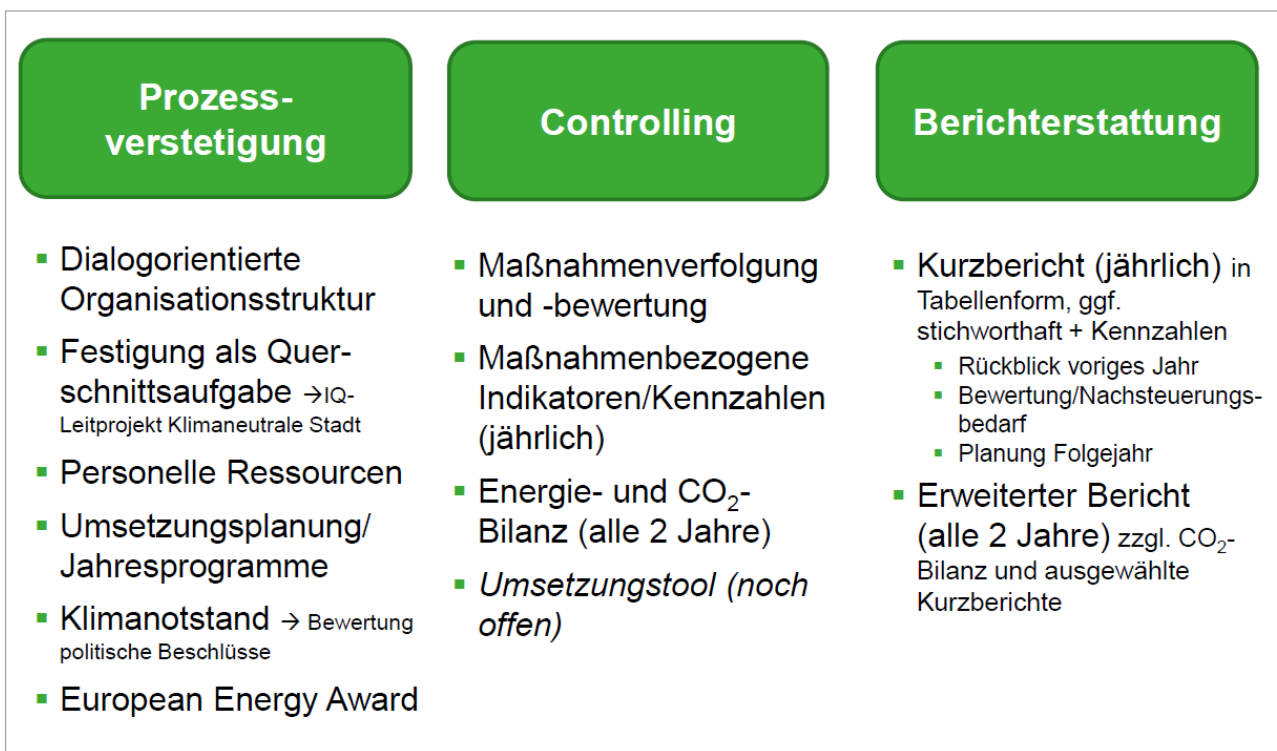 Prozess-
verstetigung
▪ Dialogorientierte
Organisationsstruktur
▪ Festigung als Quer-
schnittsaufgabe →IQ-
Leitprojekt Klimaneutrale Stadt
▪ Personelle Ressourcen
▪ Umsetzungsplanung/
Jahresprogramme
▪ Klimanotstand → Bewertung
politische Beschlüsse
▪ European Energy Award
Controlling
▪ Maßnahmenverfolgung
und -bewertung
▪ Maßnahmenbezogene
Indikatoren/Kennzahlen
(jährlich)
▪ Energie- und CO₂-
Bilanz (alle 2 Jahre)
▪ Umsetzungstool (noch
offen)
Berichterstattung
▪ Kurzbericht (jährlich) in
Tabellenform, ggf.
stichworthaft + Kennzahlen
▪ Rückblick voriges Jahr
▪ Bewertung/Nachsteuerungs-
bedarf
▪ Planung Folgejahr
▪ Erweiterter Bericht
(alle 2 Jahre) zzgl. CO₂-
Bilanz und ausgewählte
Kurzberichte